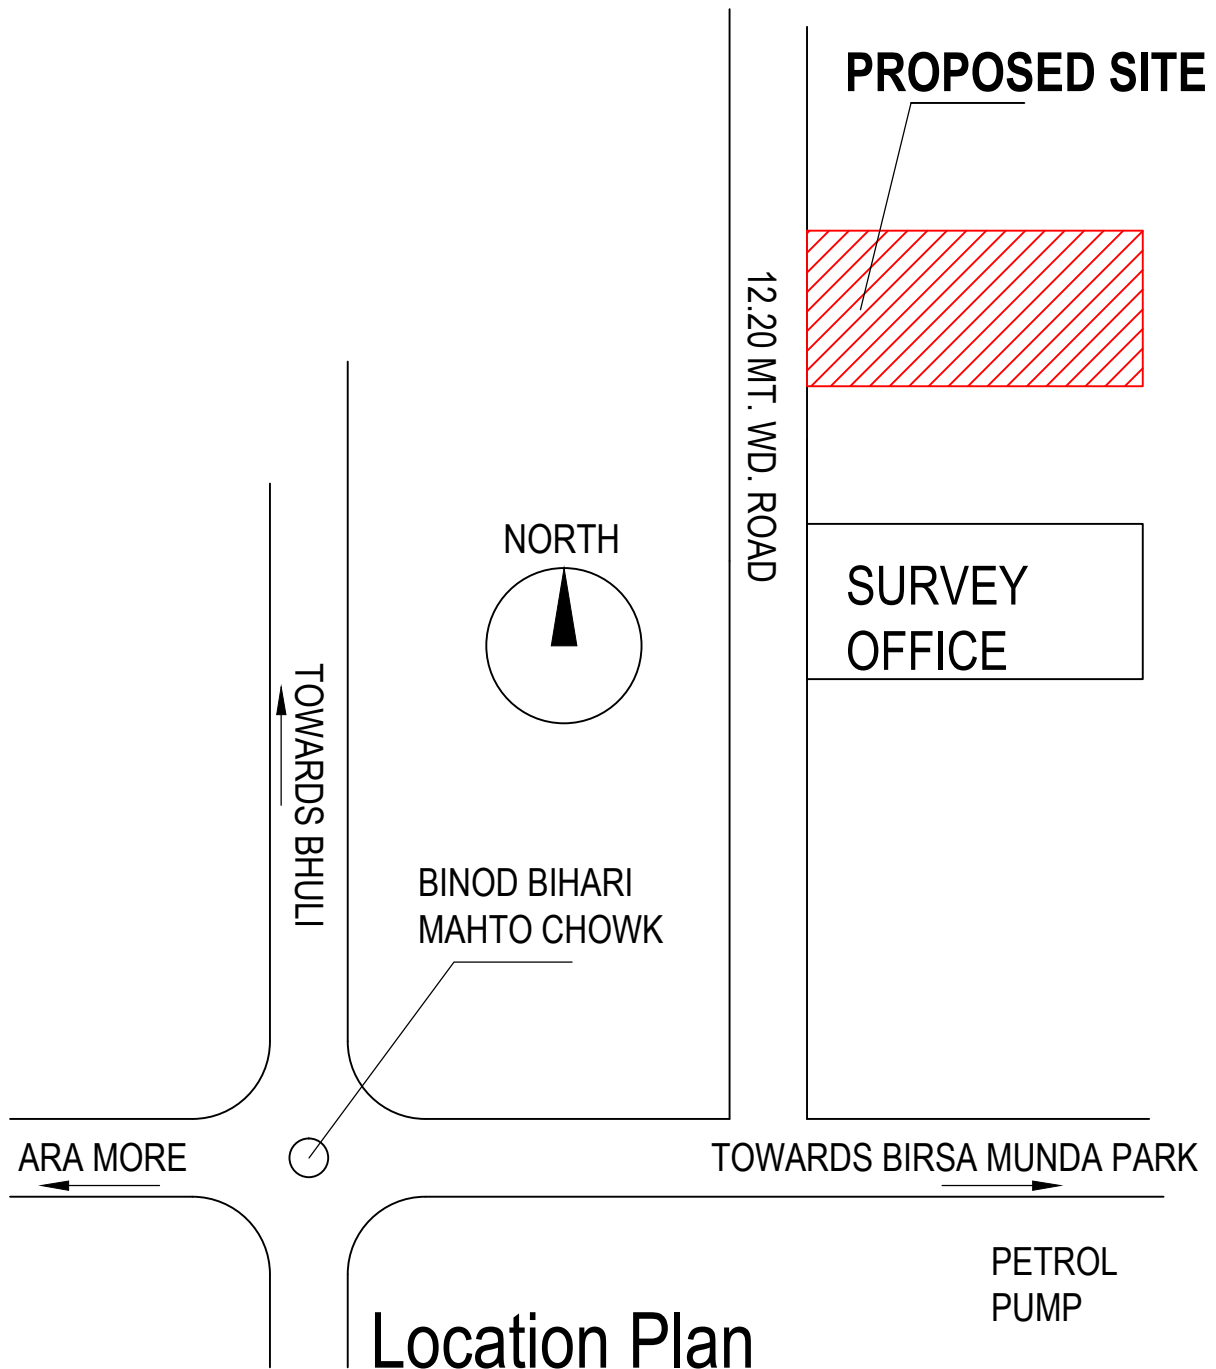 PROPOSED SITE
12.20 MT. WD. ROAD
NORTH
SURVEY
OFFICE
TOWARDS BHULI
BINOD BIHARI
MAHTO CHOWK
ARA MORE
TOWARDS BIRSA MUNDA PARK
PETROL
PUMP
Location Plan